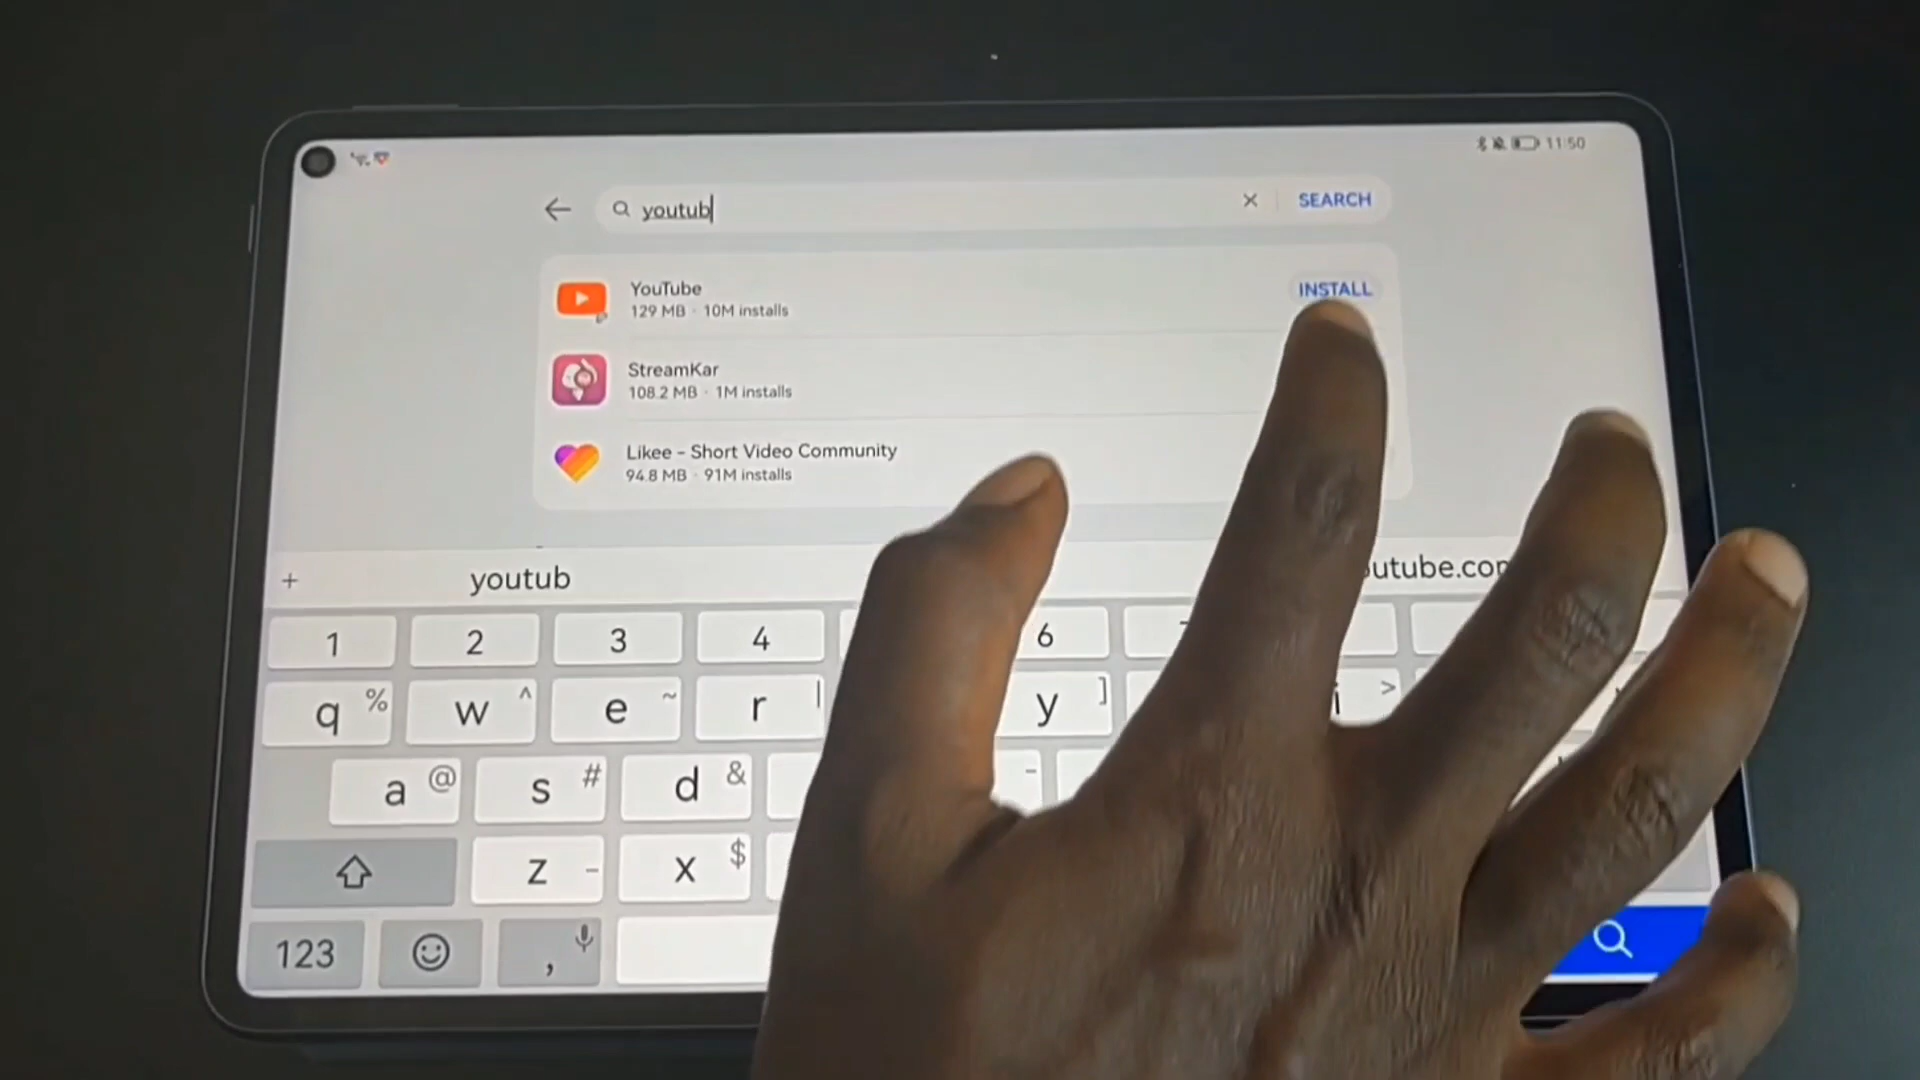 11:50
youtub
SEARCH
YouTube
129 MB · 10M installs
INSTALL
StreamKar
108.2 MB · 1M installs
Likee - Short Video Community
94.8 MB · 91M installs
+ youtub utube.com
1 2 3 4 6
q % w ^ e ~ r | y ] i >
a @ s # d & -
z - x $
123 ,